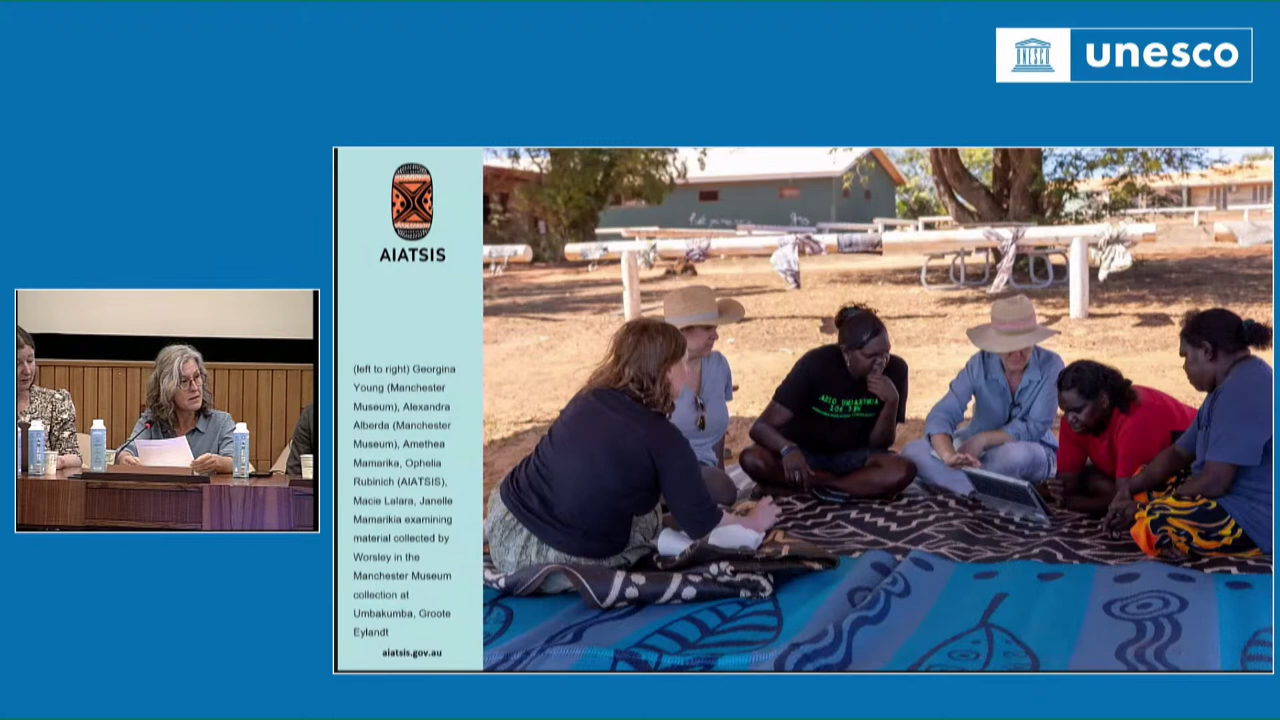 unesco
AIATSIS
(left to right) Georgina
Young (Manchester
Museum), Alexandra
Alberda (Manchester
Museum), Amethea
Mamarika, Ophelia
Rubinich (AIATSIS),
Macie Lalara, Janelle
Mamarikia examining
material collected by
Worsley in the
Manchester Museum
collection at
Umbakumba, Groote
Eylandt
aiatsis.gov.au